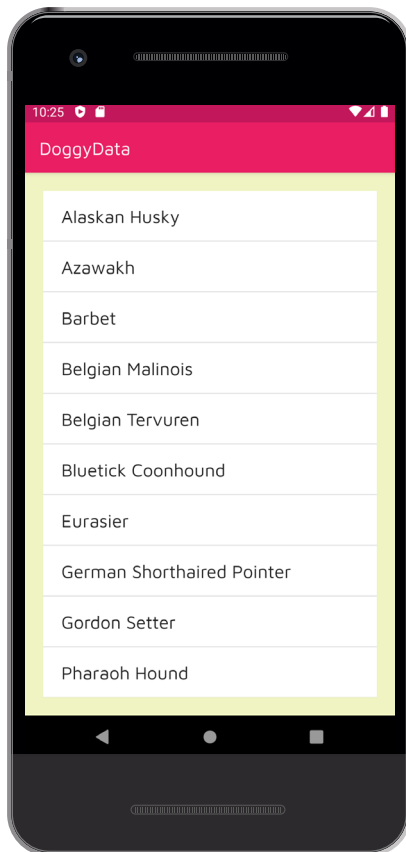 10:25
DoggyData
Alaskan Husky
Azawakh
Barbet
Belgian Malinois
Belgian Tervuren
Bluetick Coonhound
Eurasier
German Shorthaired Pointer
Gordon Setter
Pharaoh Hound